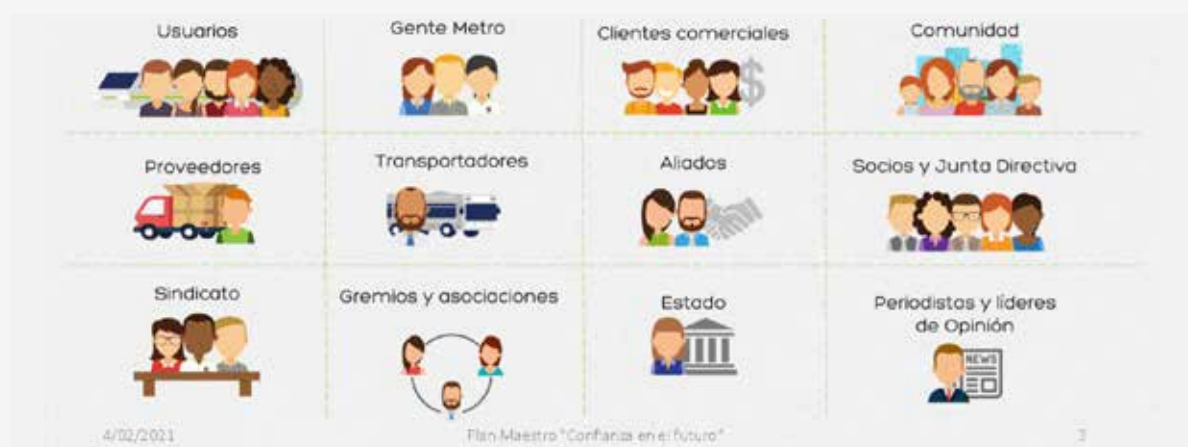 Usuarios
Gente Metro
Clientes comerciales
Comunidad
$
Proveedores
Transportadores
Aliados
Socios y Junta Directiva
Sindicato
Gremios y asociaciones
Estado
Periodistas y líderes
de Opinión
NEWS
4/02/2021
Plan Maestro "Confianza en el futuro"
3